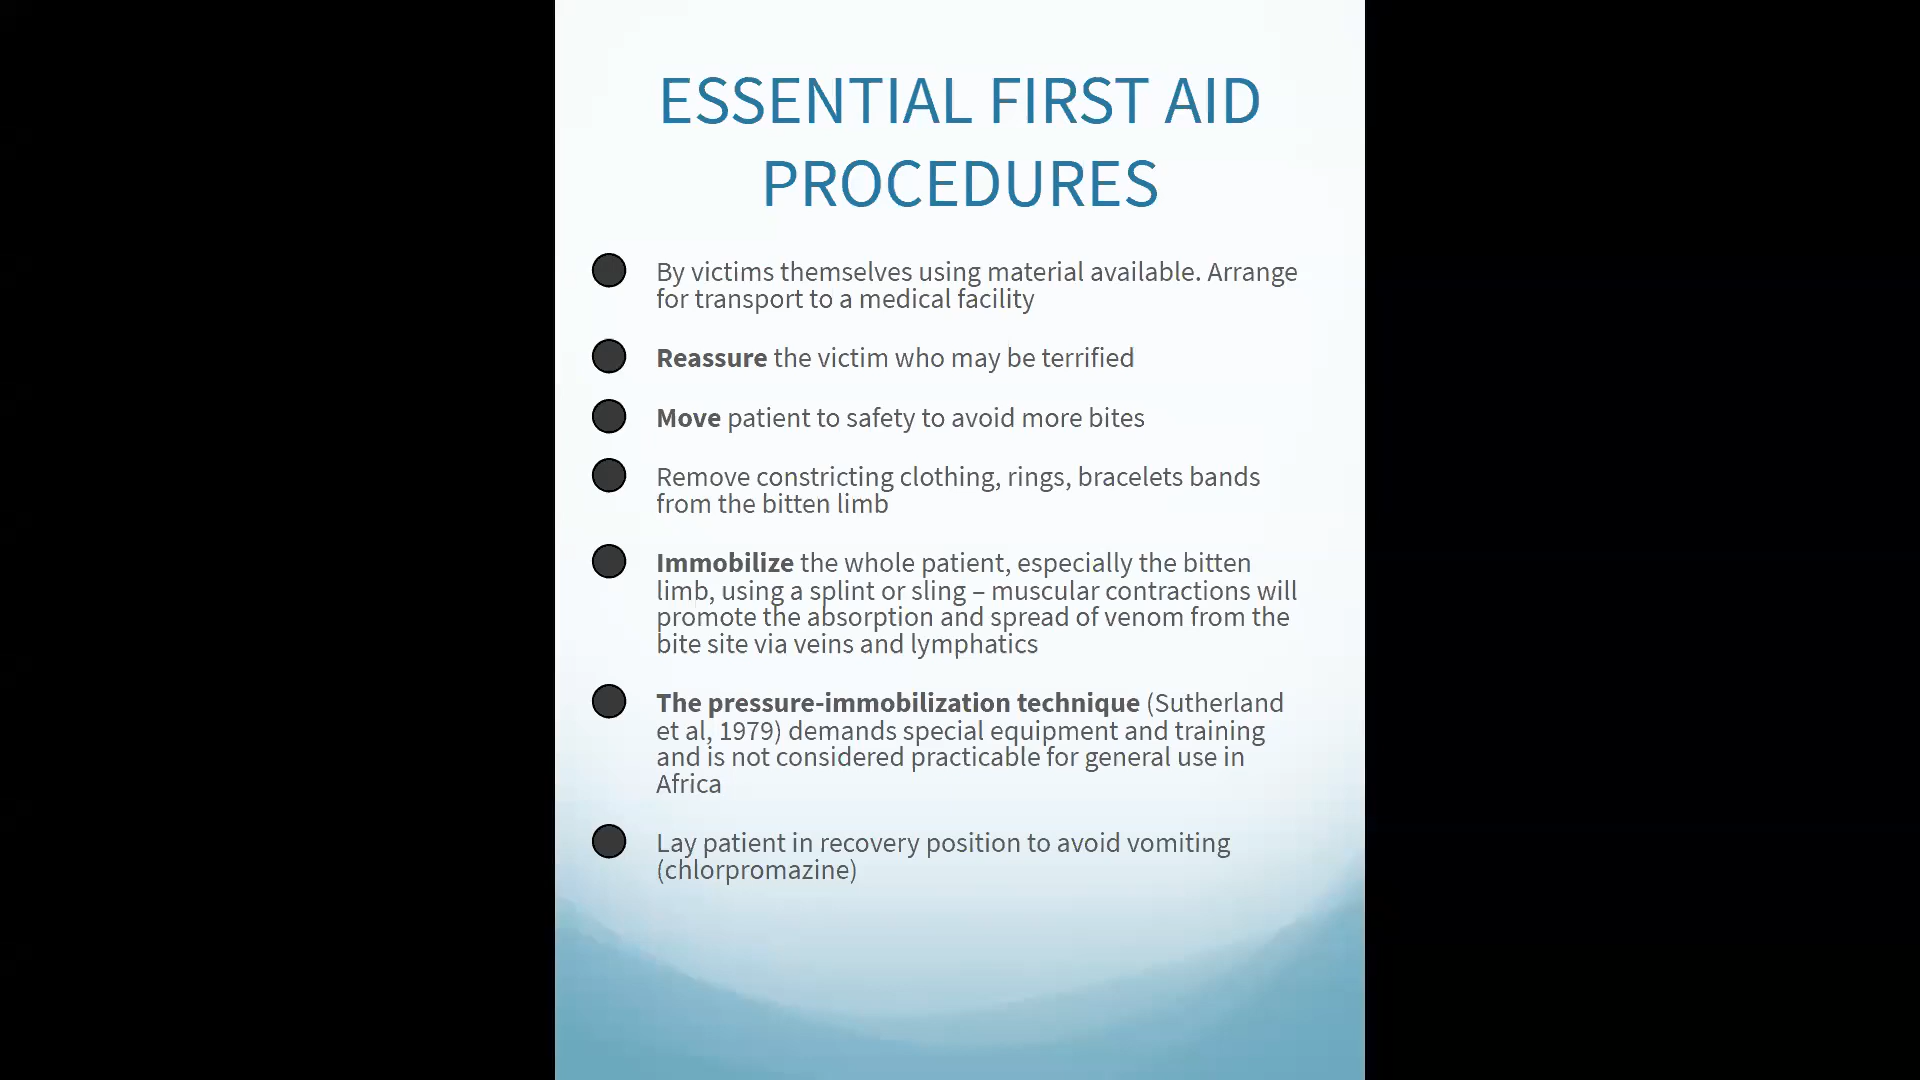 ESSENTIAL FIRST AID
PROCEDURES
By victims themselves using material available. Arrange
for transport to a medical facility
Reassure the victim who may be terrified
Move patient to safety to avoid more bites
Remove constricting clothing, rings, bracelets bands
from the bitten limb
Immobilize the whole patient, especially the bitten
limb, using a splint or sling – muscular contractions will
promote the absorption and spread of venom from the
bite site via veins and lymphatics
The pressure-immobilization technique (Sutherland
et al, 1979) demands special equipment and training
and is not considered practicable for general use in
Africa
Lay patient in recovery position to avoid vomiting
(chlorpromazine)